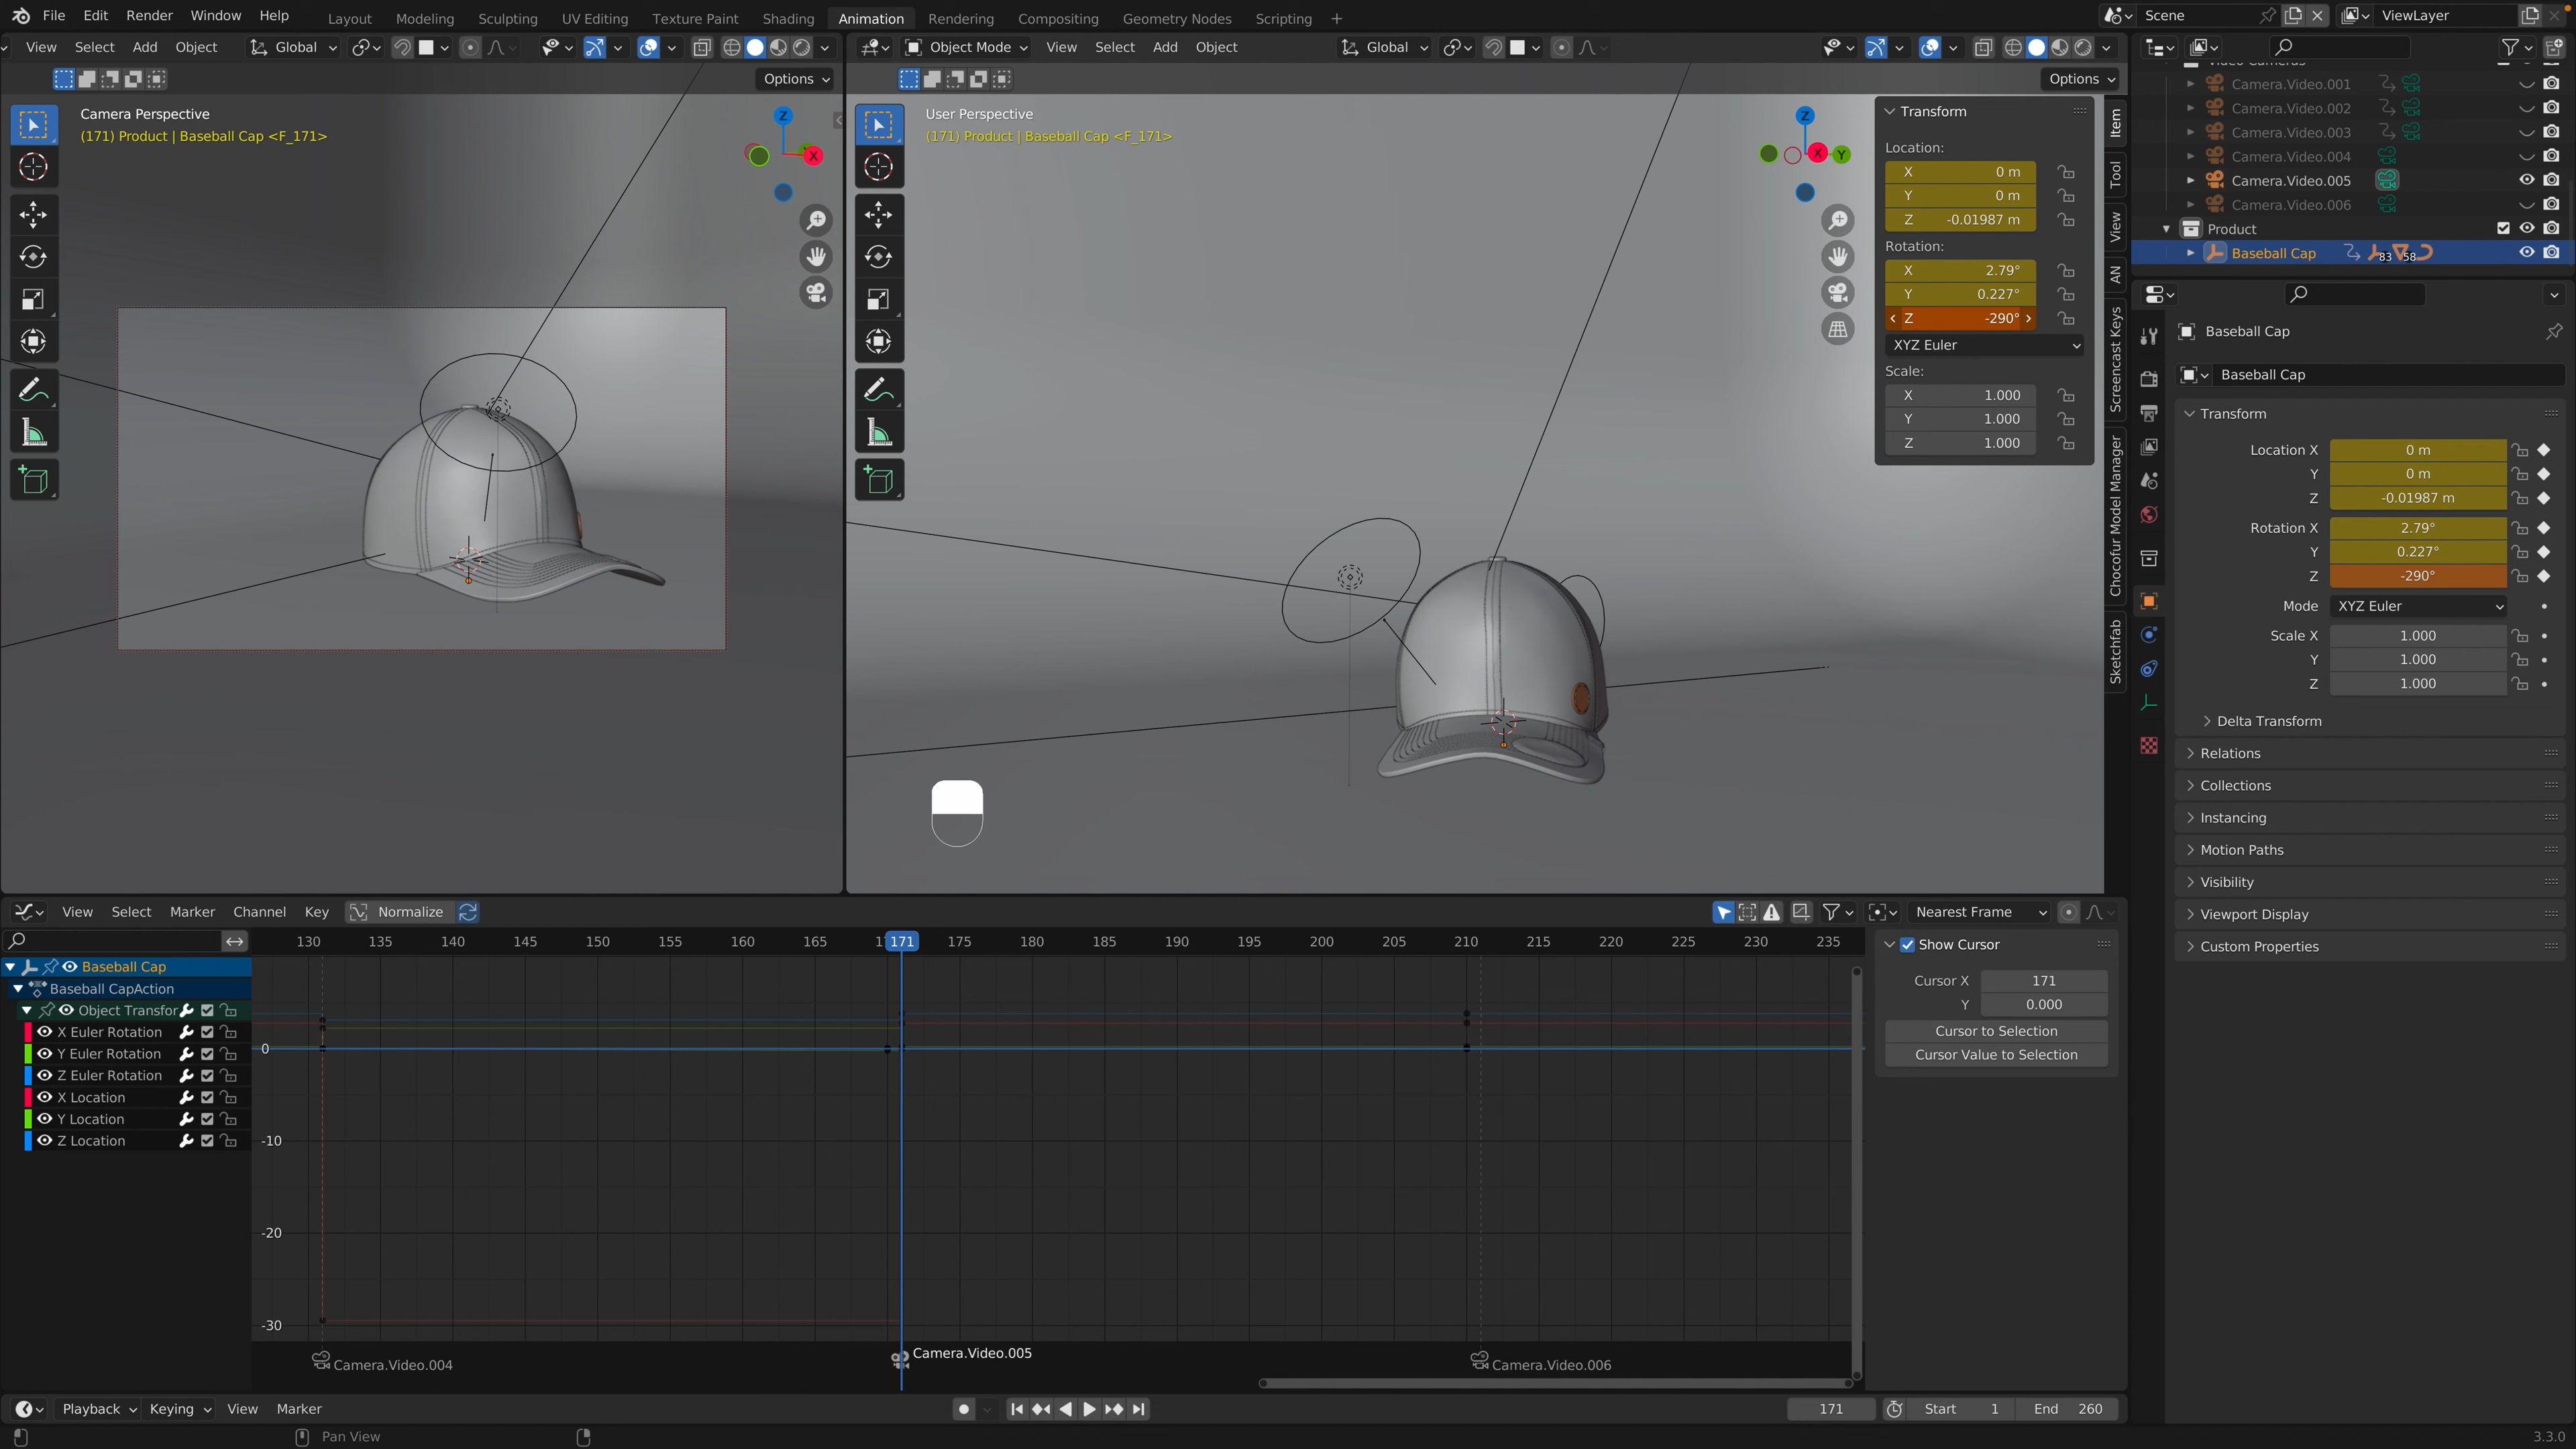 File Edit Render Window Help Layout Modeling Sculpting UV Editing Texture Paint Shading Animation Rendering Compositing Geometry Nodes Scripting + Scene ViewLayer
View Select Add Object Global Object Mode View Select Add Object Global
Options Options
Camera Perspective
(171) Product | Baseball Cap <F_171>
Z
X
User Perspective
(171) Product | Baseball Cap <F_171>
Z
X
Y
Transform
Location:
X 0 m
Y 0 m
Z -0.01987 m
Rotation:
X 2.79°
Y 0.227°
Z -290°
XYZ Euler
Scale:
X 1.000
Y 1.000
Z 1.000
Item
Tool
View
AN
Screencast Keys
Chocofur Model Manager
Sketchfab
Video Cameras
Camera.Video.001
Camera.Video.002
Camera.Video.003
Camera.Video.004
Camera.Video.005
Camera.Video.006
Product
Baseball Cap 83 58
Baseball Cap
Baseball Cap
Transform
Location X 0 m
Y 0 m
Z -0.01987 m
Rotation X 2.79°
Y 0.227°
Z -290°
Mode XYZ Euler
Scale X 1.000
Y 1.000
Z 1.000
Delta Transform
Relations
Collections
Instancing
Motion Paths
Visibility
Viewport Display
Custom Properties
View Select Marker Channel Key Normalize Nearest Frame
130 135 140 145 150 155 160 165 171 175 180 185 190 195 200 205 210 215 220 225 230 235
Baseball Cap
Baseball CapAction
Object Transfor
X Euler Rotation
Y Euler Rotation
Z Euler Rotation
X Location
Y Location
Z Location
0
-10
-20
-30
Show Cursor
Cursor X 171
Y 0.000
Cursor to Selection
Cursor Value to Selection
Camera.Video.004
Camera.Video.005
Camera.Video.006
Playback Keying View Marker 171 Start 1 End 260
Pan View 3.3.0